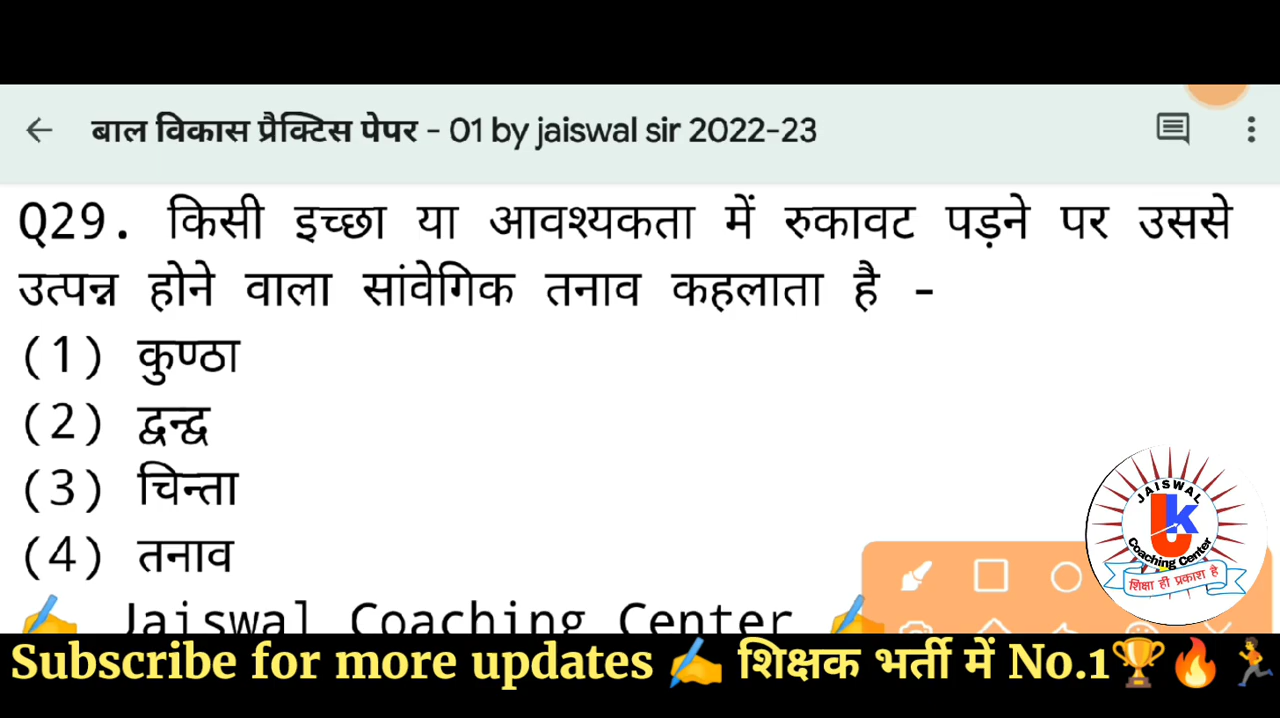 बाल विकास प्रैक्टिस पेपर - 01 by jaiswal sir 2022-23
Q29. किसी इच्छा या आवश्यकता में रुकावट पड़ने पर उससे
उत्पन्न होने वाला सांवेगिक तनाव कहलाता है -
(1) कुण्ठा
(2) द्वन्द्व
(3) चिन्ता
(4) तनाव
JAISWAL
JK
Coaching Center
शिक्षा ही प्रकाश है
✍️ Jaiswal Coaching Center ✍️
Subscribe for more updates ✍️ शिक्षक भर्ती में No.1🏆🔥🏃